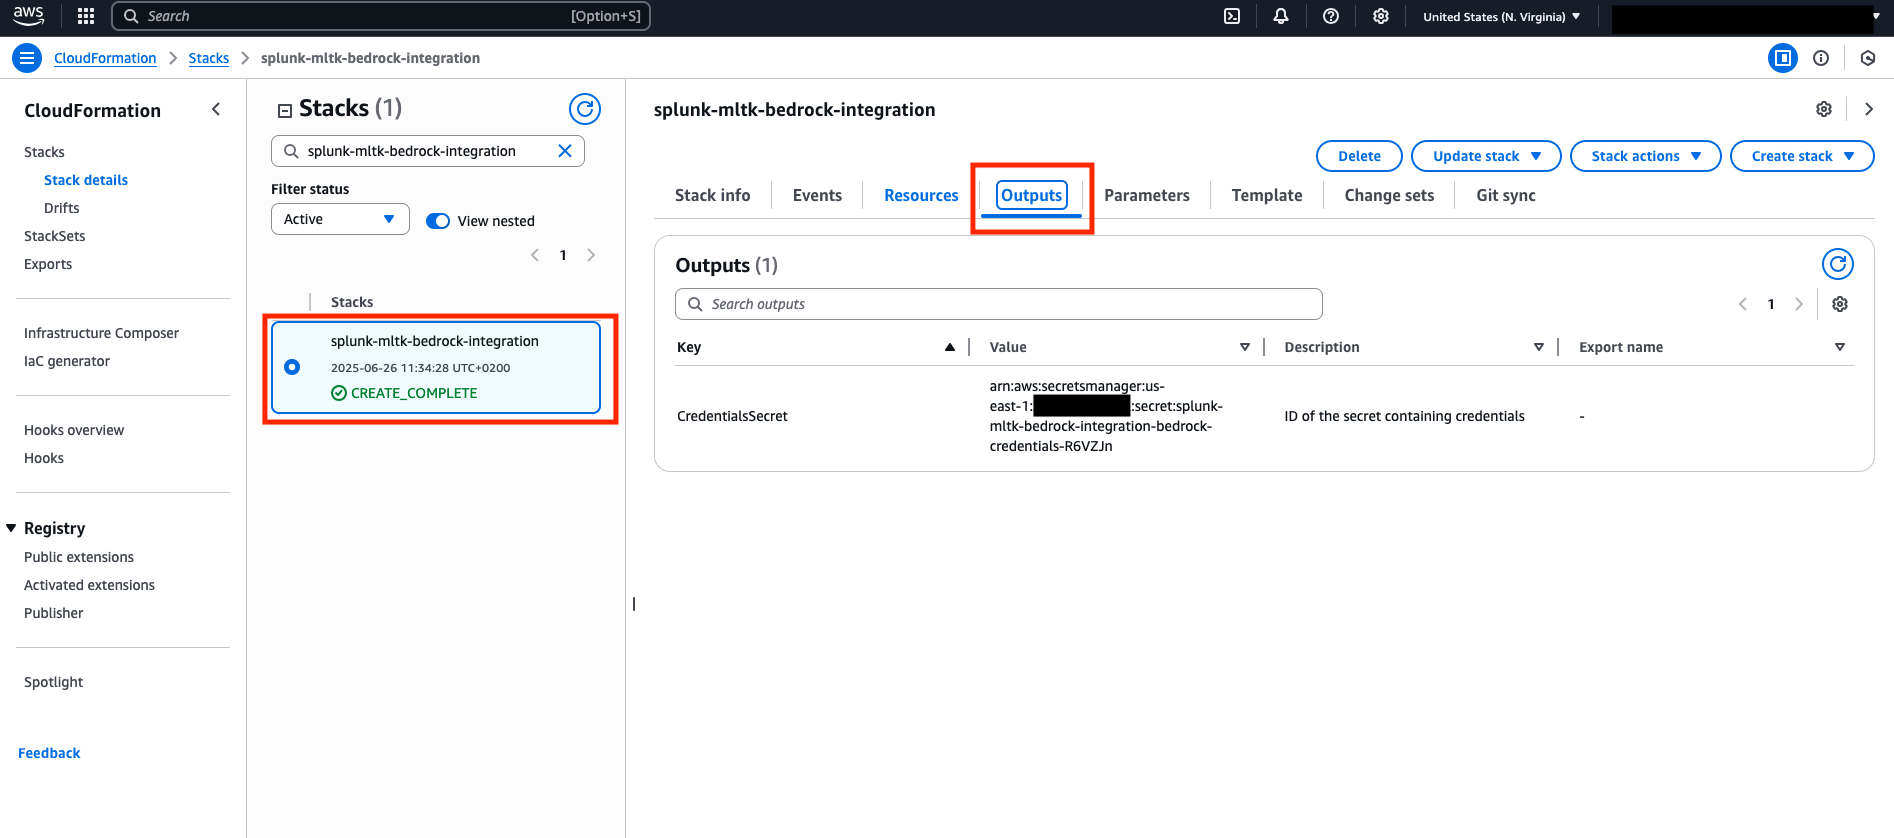 aws
Search
[Option+S]
United States (N. Virginia)
CloudFormation
Stacks
splunk-mltk-bedrock-integration
CloudFormation
Stacks
Stack details
Drifts
StackSets
Exports
Infrastructure Composer
IaC generator
Hooks overview
Hooks
Registry
Public extensions
Activated extensions
Publisher
Spotlight
Feedback
Stacks (1)
splunk-mltk-bedrock-integration
Filter status
Active
View nested
1
Stacks
splunk-mltk-bedrock-integration
2025-06-26 11:34:28 UTC+0200
CREATE_COMPLETE
splunk-mltk-bedrock-integration
Delete
Update stack
Stack actions
Create stack
Stack info
Events
Resources
Outputs
Parameters
Template
Change sets
Git sync
Outputs (1)
Search outputs
1
Key
Value
Description
Export name
CredentialsSecret
arn:aws:secretsmanager:us-
east-1: :secret:splunk-
mltk-bedrock-integration-bedrock-
credentials-R6VZJn
ID of the secret containing credentials
-